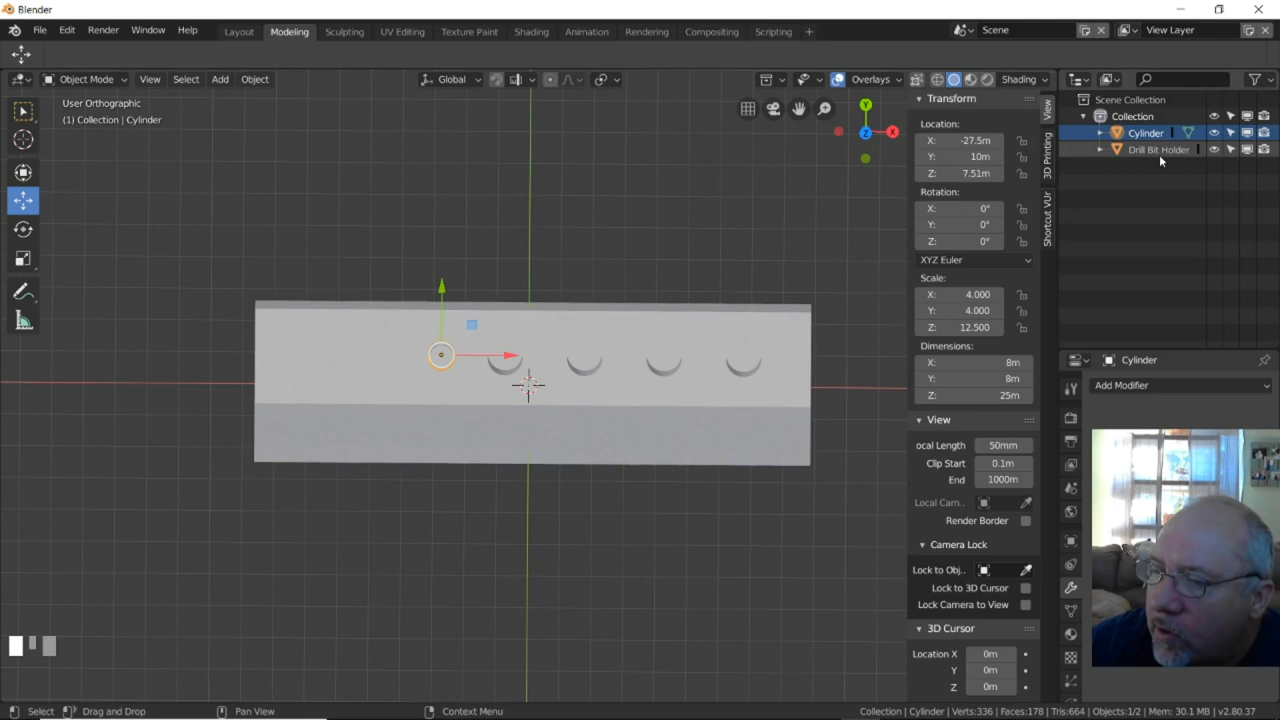 Blender
File Edit Render Window Help Layout Modeling Sculpting UV Editing Texture Paint Shading Animation Rendering Compositing Scripting + Scene View Layer
Object Mode View Select Add Object Global Overlays Shading
User Orthographic
(1) Collection | Cylinder
Y
X
Z
Transform
Location:
X: -27.5m
Y: 10m
Z: 7.51m
Rotation:
X: 0°
Y: 0°
Z: 0°
XYZ Euler
Scale:
X: 4.000
Y: 4.000
Z: 12.500
Dimensions:
X: 8m
Y: 8m
Z: 25m
View
ocal Length 50mm
Clip Start 0.1m
End 1000m
Local Cam..
Render Border
Camera Lock
Lock to Obj..
Lock to 3D Cursor
Lock Camera to View
3D Cursor
Location X 0m
Y 0m
Z 0m
View
3D Printing
Shortcut VUr
Scene Collection
Collection
Cylinder
Drill Bit Holder
Cylinder
Add Modifier
Select Drag and Drop Pan View Context Menu Collection | Cylinder | Verts:336 | Faces:178 | Tris:664 | Objects:1/2 | Mem: 30.1 MB | v2.80.37